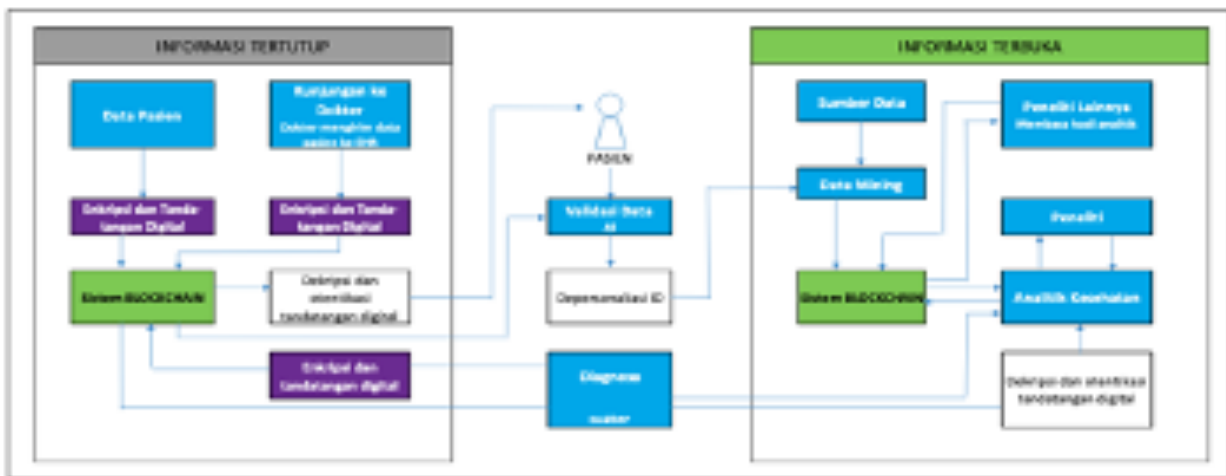 INFORMASI TERTUTUP
Data Pasien
Kunjungan ke
Dokter
Dokter mengirim data
pasien ke EHR
Enkripsi dan Tanda-
tangan Digital
Enkripsi dan Tanda-
tangan Digital
Sistem BLOCKCHAIN
Dekripsi dan
otentikasi
tandatangan digital
Enkripsi dan
tandatangan digital
PASIEN
Validasi Data
AI
Depersonalisasi ID
Diagnosa
INFORMASI TERBUKA
Sumber Data
Peneliti Lainnya
Membaca hasil analitik
Data Mining
Peneliti
Sistem BLOCKCHAIN
Analitik Kesehatan
Dekripsi dan otentikasi
tandatangan digital